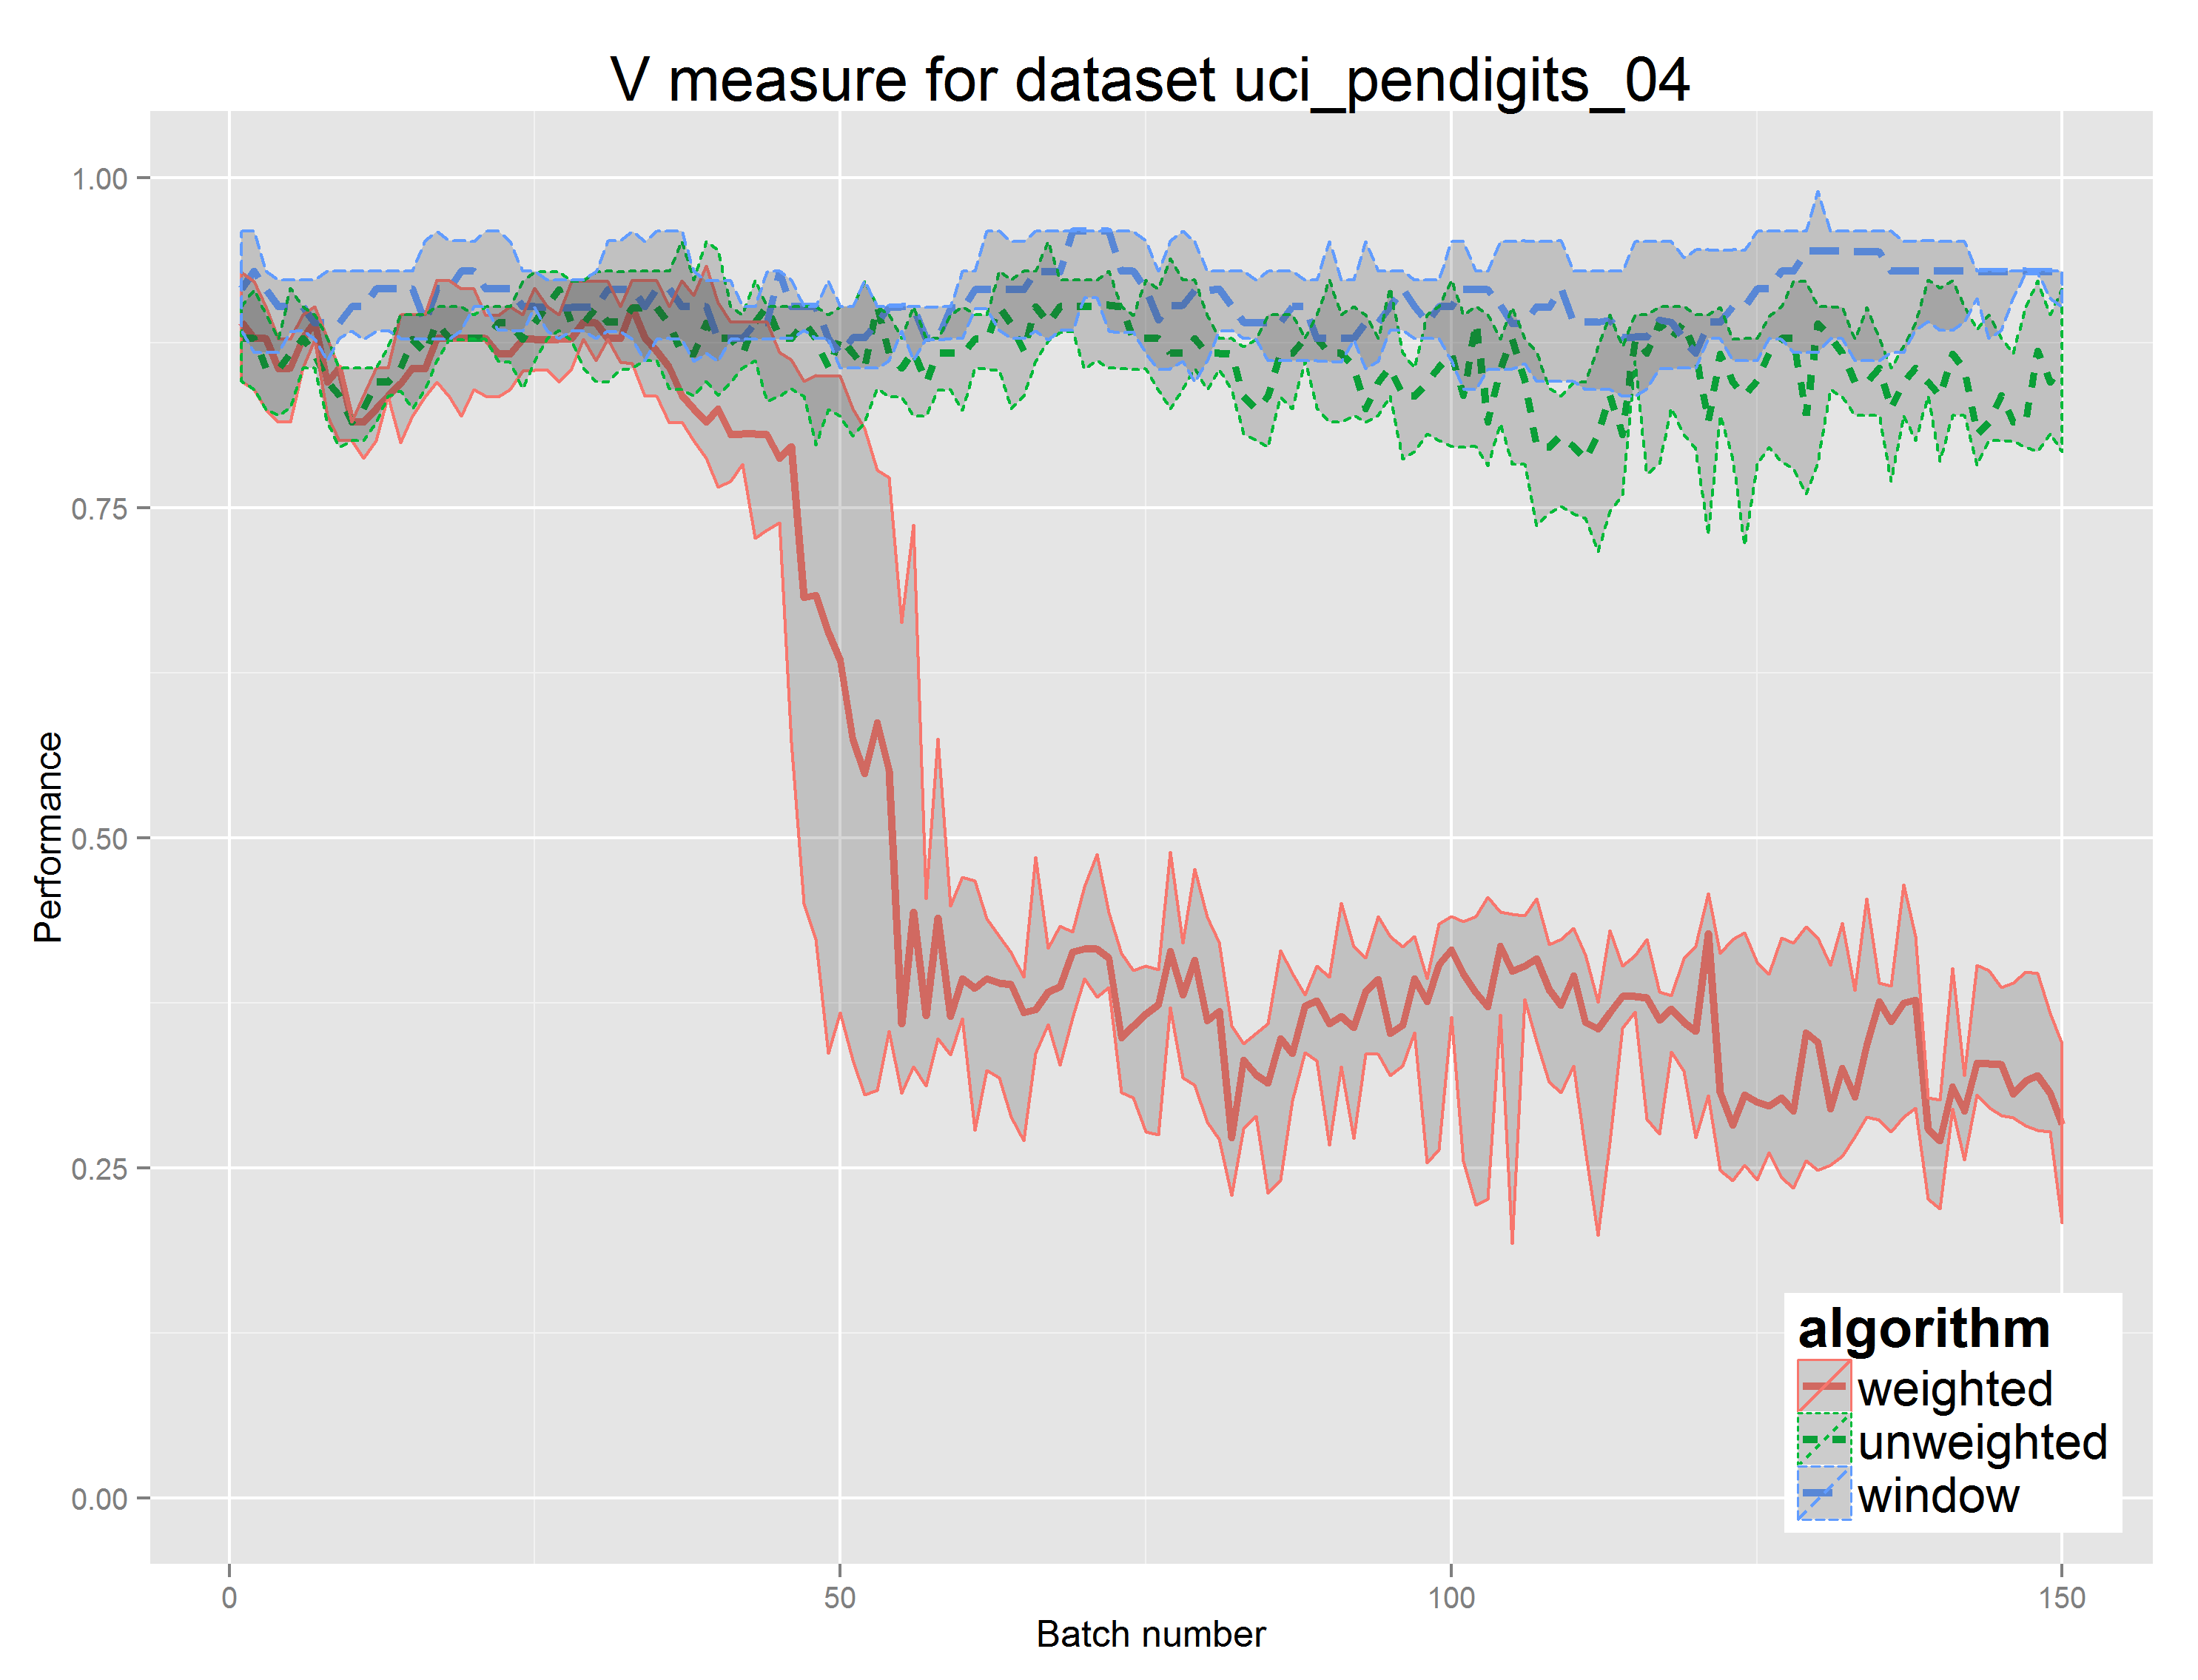 V measure for dataset uci_pendigits_04
1.00
0.75
0.50
0.25
0.00
Performance
0
50
100
150
Batch number
algorithm
weighted
unweighted
window